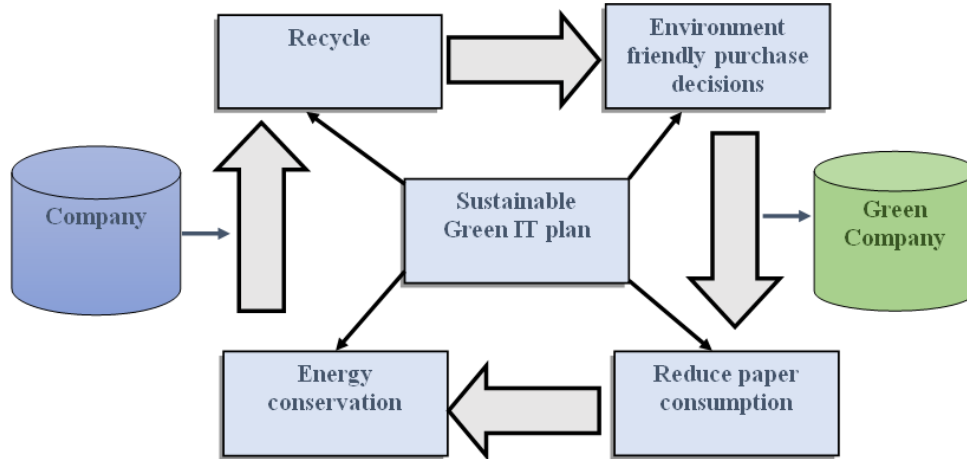 Recycle
Environment
friendly purchase
decisions
Company
Sustainable
Green IT plan
Green
Company
Energy
conservation
Reduce paper
consumption